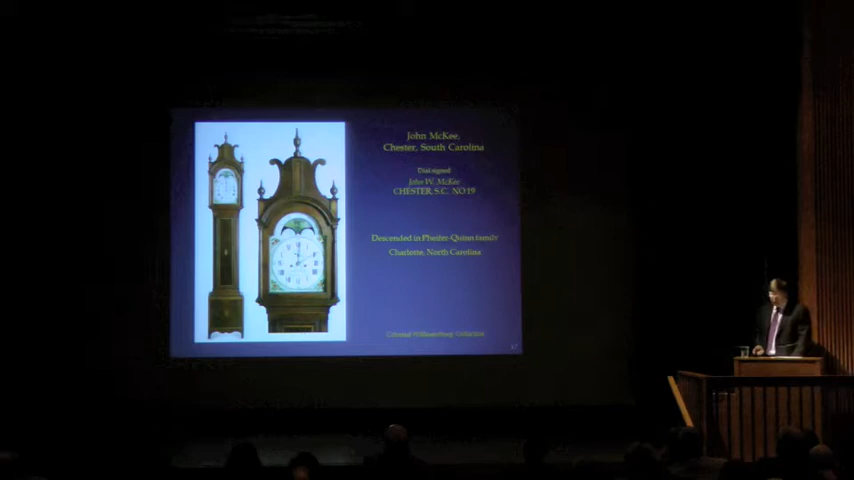 John McKee,
Chester, South Carolina
Dial signed
John W. McKee
CHESTER. S.C. NO 19
Descended in Pheifer-Quinn family
Charlotte, North Carolina
Colonial Williamsburg Collection